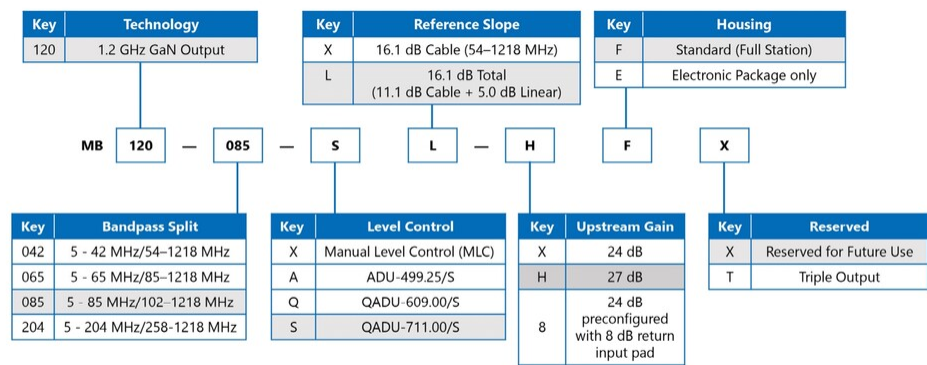 Key Technology
120 1.2 GHz GaN Output
Key Reference Slope
X 16.1 dB Cable (54–1218 MHz)
L 16.1 dB Total
(11.1 dB Cable + 5.0 dB Linear)
Key Housing
F Standard (Full Station)
E Electronic Package only
MB 120 — 085 — S L — H F X
Key Bandpass Split
042 5 - 42 MHz/54–1218 MHz
065 5 - 65 MHz/85–1218 MHz
085 5 - 85 MHz/102–1218 MHz
204 5 - 204 MHz/258-1218 MHz
Key Level Control
X Manual Level Control (MLC)
A ADU-499.25/S
Q QADU-609.00/S
S QADU-711.00/S
Key Upstream Gain
X 24 dB
H 27 dB
8 24 dB
preconfigured
with 8 dB return
input pad
Key Reserved
X Reserved for Future Use
T Triple Output